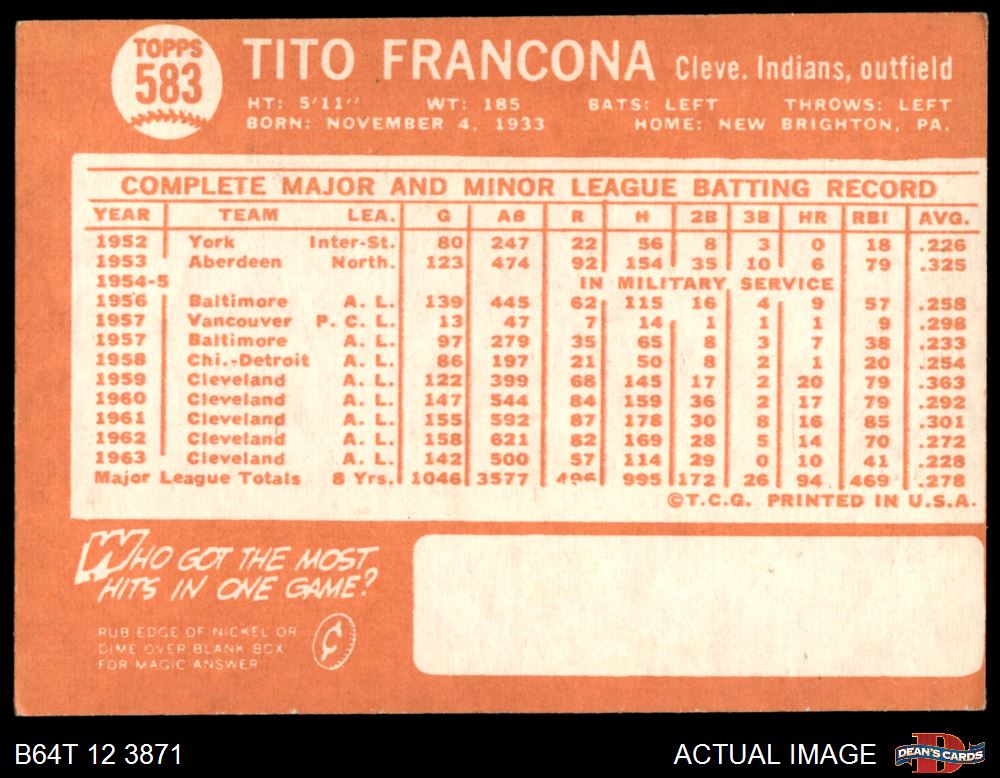 TOPPS
583
TITO FRANCONA Cleve. Indians, outfield
HT: 5'11'' WT: 185 BATS: LEFT THROWS: LEFT
BORN: NOVEMBER 4, 1933 HOME: NEW BRIGHTON, PA.
COMPLETE MAJOR AND MINOR LEAGUE BATTING RECORD
YEAR TEAM LEA. G AB R H 2B 3B HR RBI AVG.
1952 York Inter-St. 80 247 22 56 8 3 0 18 .226
1953 Aberdeen North. 123 474 92 154 35 10 6 79 .325
1954-5 IN MILITARY SERVICE
1956 Baltimore A. L. 139 445 62 115 16 4 9 57 .258
1957 Vancouver P. C. L. 13 47 7 14 1 1 1 9 .298
1957 Baltimore A. L. 97 279 35 65 8 3 7 38 .233
1958 Chi.-Detroit A. L. 86 197 21 50 8 2 1 20 .254
1959 Cleveland A. L. 122 399 68 145 17 2 20 79 .363
1960 Cleveland A. L. 147 544 84 159 36 2 17 79 .292
1961 Cleveland A. L. 155 592 87 178 30 8 16 85 .301
1962 Cleveland A. L. 158 621 82 169 28 5 14 70 .272
1963 Cleveland A. L. 142 500 57 114 29 0 10 41 .228
Major League Totals 8 Yrs. 1046 3577 496 995 172 26 94 469 .278
©T.C.G. PRINTED IN U.S.A.
WHO GOT THE MOST
HITS IN ONE GAME?
RUB EDGE OF NICKEL OR
DIME OVER BLANK BOX
FOR MAGIC ANSWER
¢
B64T 12 3871 ACTUAL IMAGE DEAN'S CARDS